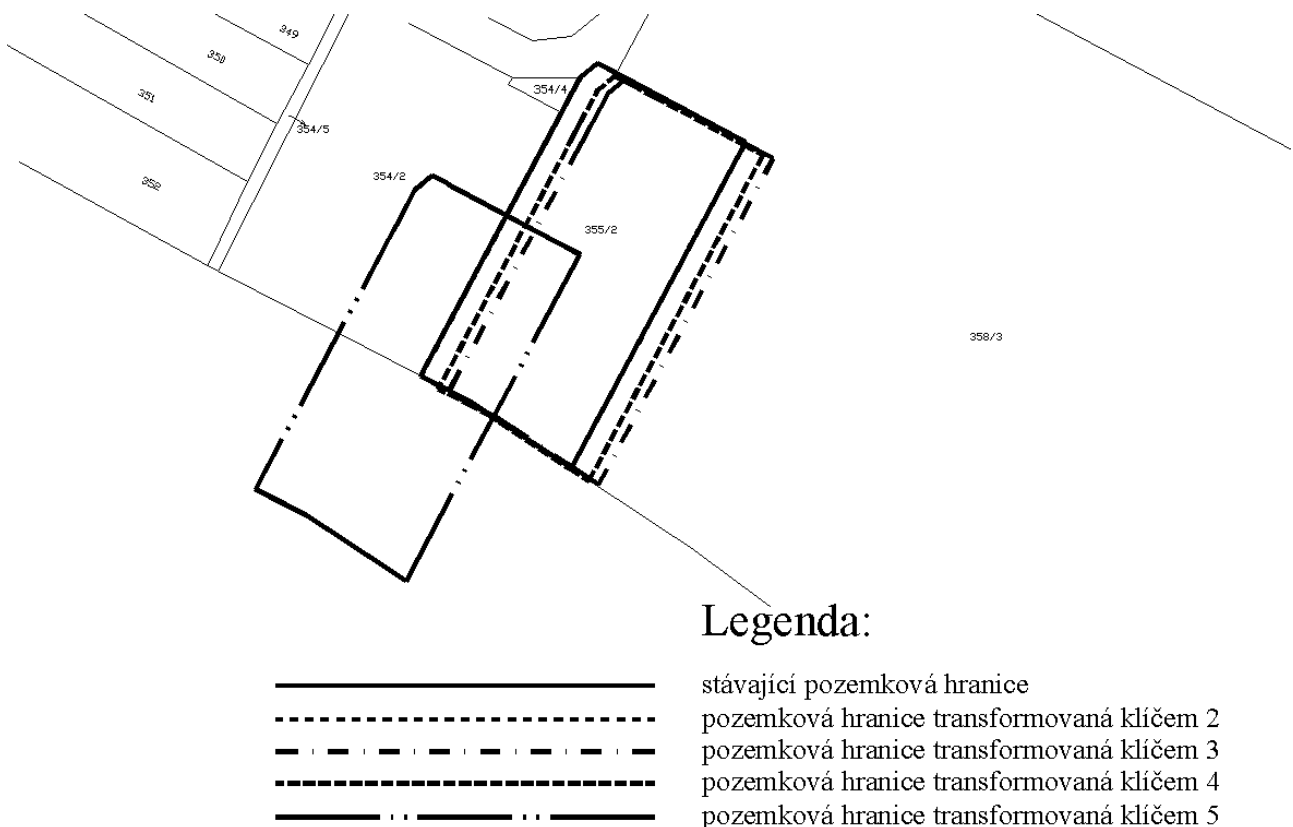 349
350
351
354/4
354/5
352
354/2
355/2
358/3
Legenda:
stávající pozemková hranice
pozemková hranice transformovaná klíčem 2
pozemková hranice transformovaná klíčem 3
pozemková hranice transformovaná klíčem 4
pozemková hranice transformovaná klíčem 5